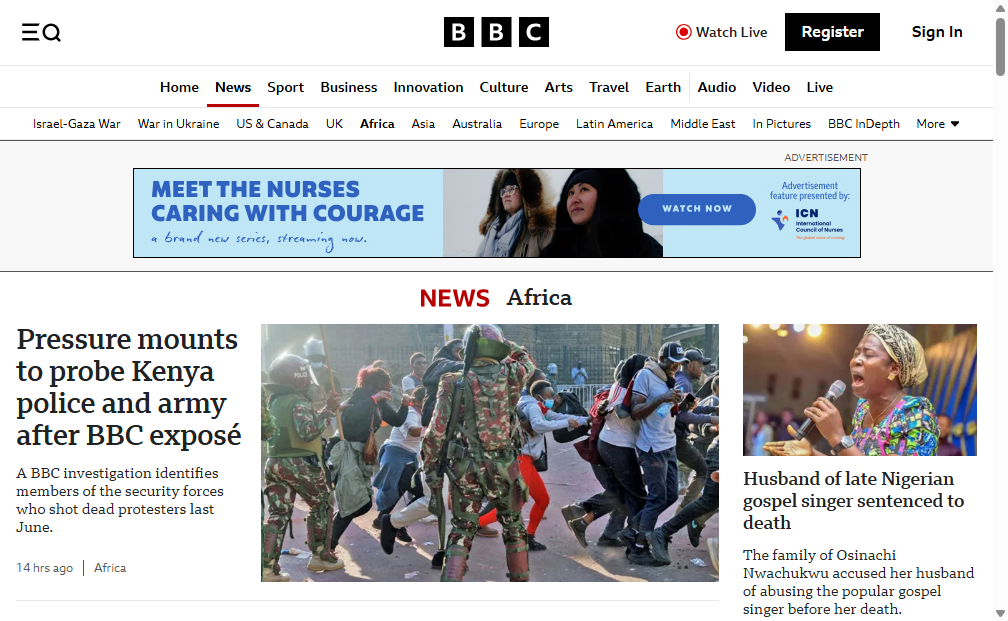 BBC
Watch Live
Register
Sign In
Home News Sport Business Innovation Culture Arts Travel Earth Audio Video Live
Israel-Gaza War War in Ukraine US & Canada UK Africa Asia Australia Europe Latin America Middle East In Pictures BBC InDepth More
ADVERTISEMENT
MEET THE NURSES
CARING WITH COURAGE
a brand new series, streaming now.
WATCH NOW
Advertisement
feature presented by:
ICN
International
Council of Nurses
The global voice of nursing
NEWS Africa
Pressure mounts
to probe Kenya
police and army
after BBC exposé
A BBC investigation identifies
members of the security forces
who shot dead protesters last
June.
14 hrs ago Africa
POLICE
Husband of late Nigerian
gospel singer sentenced to
death
The family of Osinachi
Nwachukwu accused her husband
of abusing the popular gospel
singer before her death.